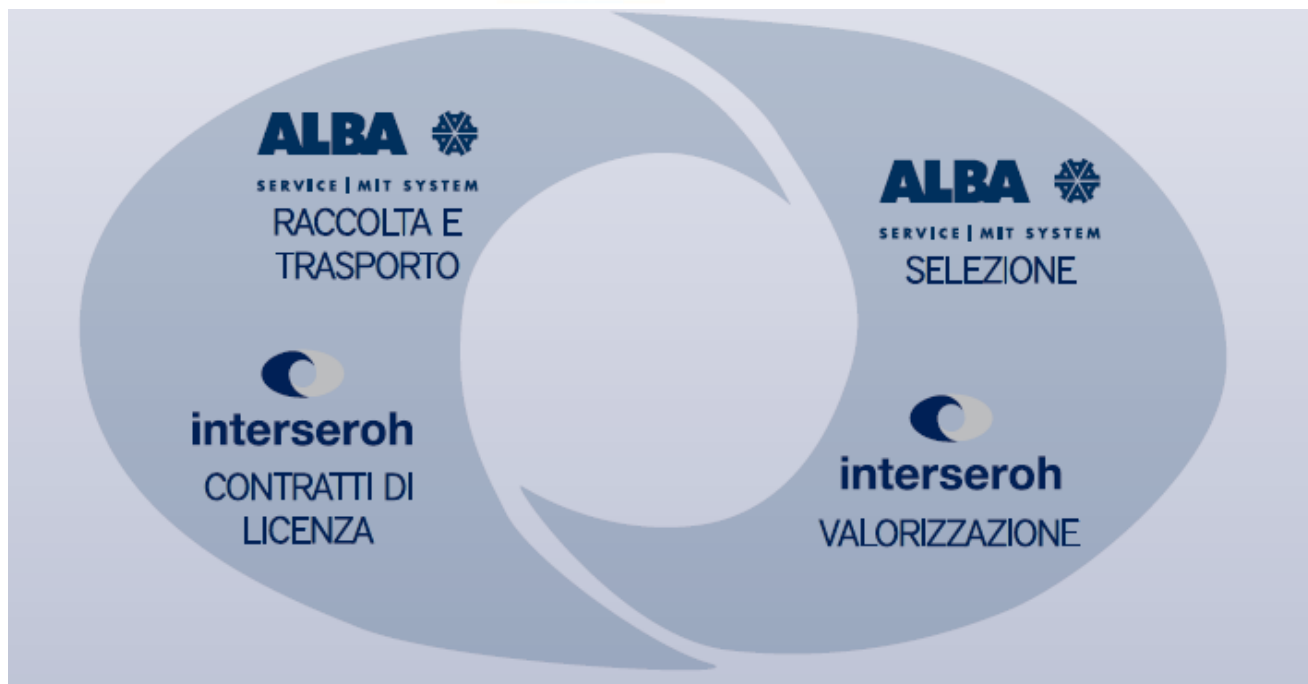 ALBA
SERVICE | MIT SYSTEM
RACCOLTA E
TRASPORTO
interseroh
CONTRATTI DI
LICENZA
ALBA
SERVICE | MIT SYSTEM
SELEZIONE
interseroh
VALORIZZAZIONE